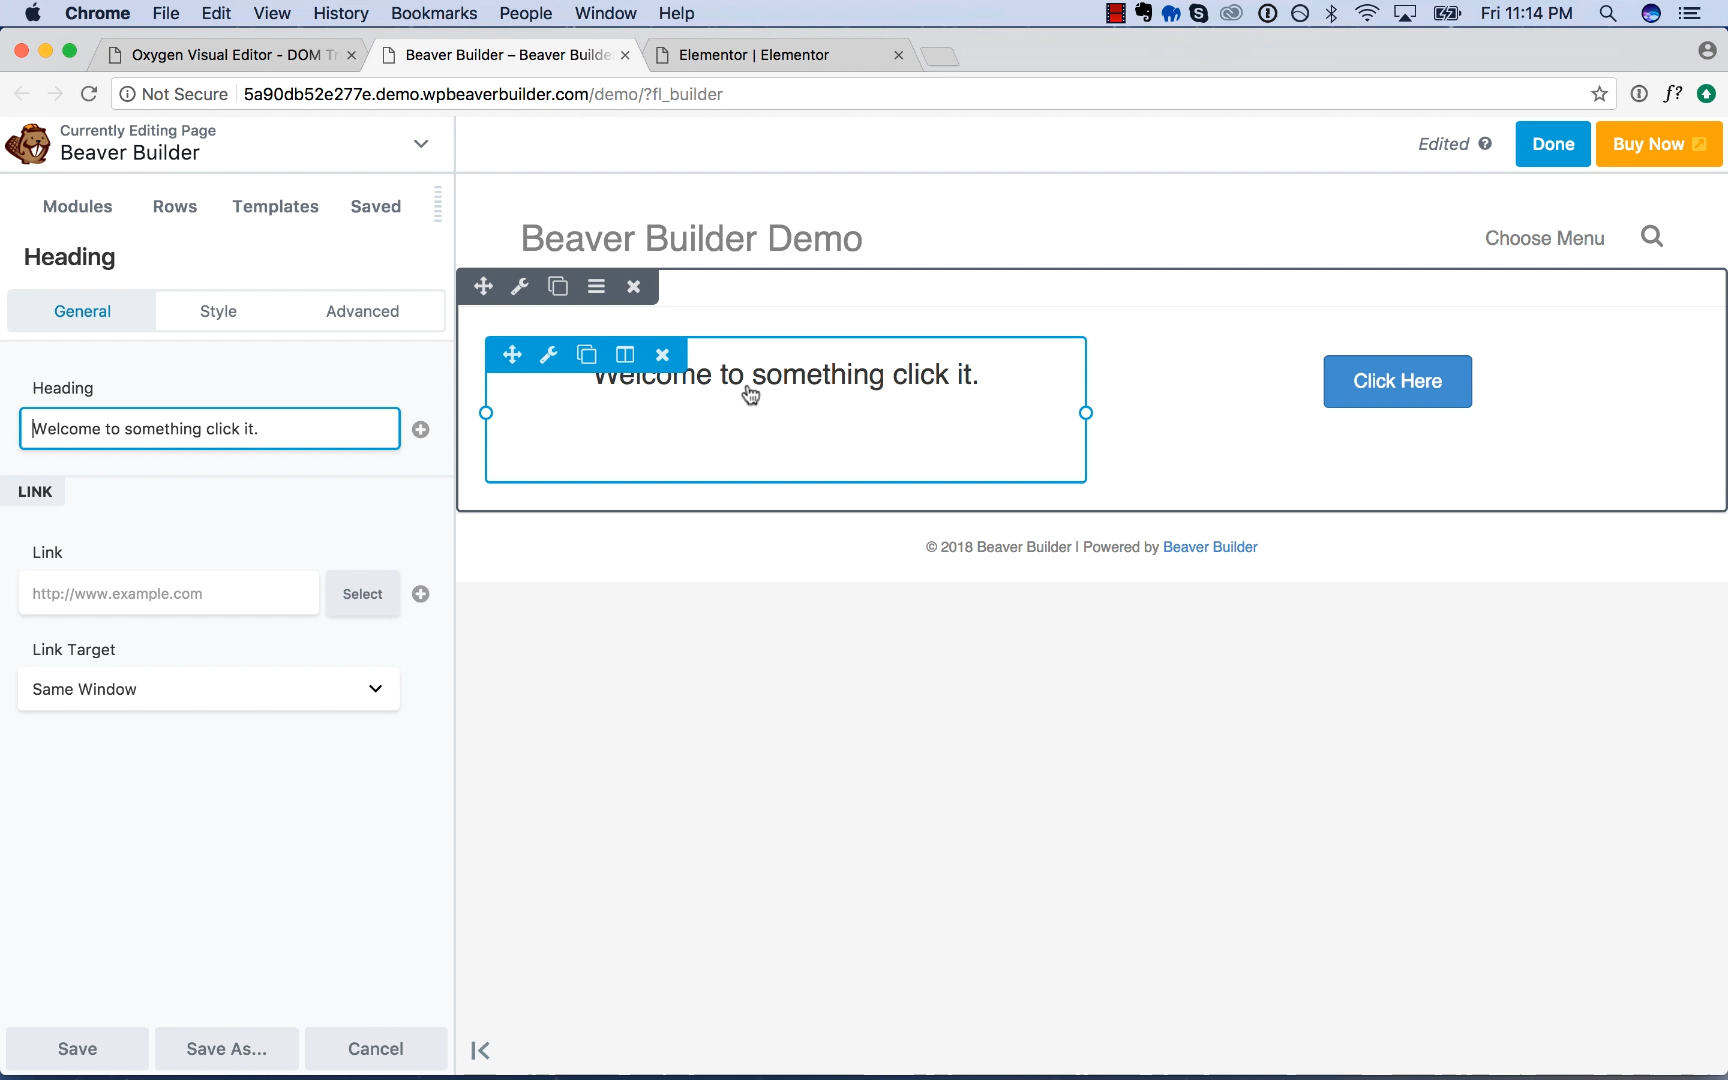 Chrome File Edit View History Bookmarks People Window Help Fri 11:14 PM
Oxygen Visual Editor - DOM Tr Beaver Builder – Beaver Builde Elementor | Elementor
Not Secure 5a90db52e277e.demo.wpbeaverbuilder.com/demo/?fl_builder
f?
Currently Editing Page
Beaver Builder
Edited
Done
Buy Now
Modules Rows Templates Saved
Heading
General Style Advanced
Heading
Welcome to something click it.
LINK
Link
http://www.example.com
Select
Link Target
Same Window
Save Save As... Cancel
Beaver Builder Demo
Choose Menu
Welcome to something click it.
Click Here
© 2018 Beaver Builder | Powered by Beaver Builder